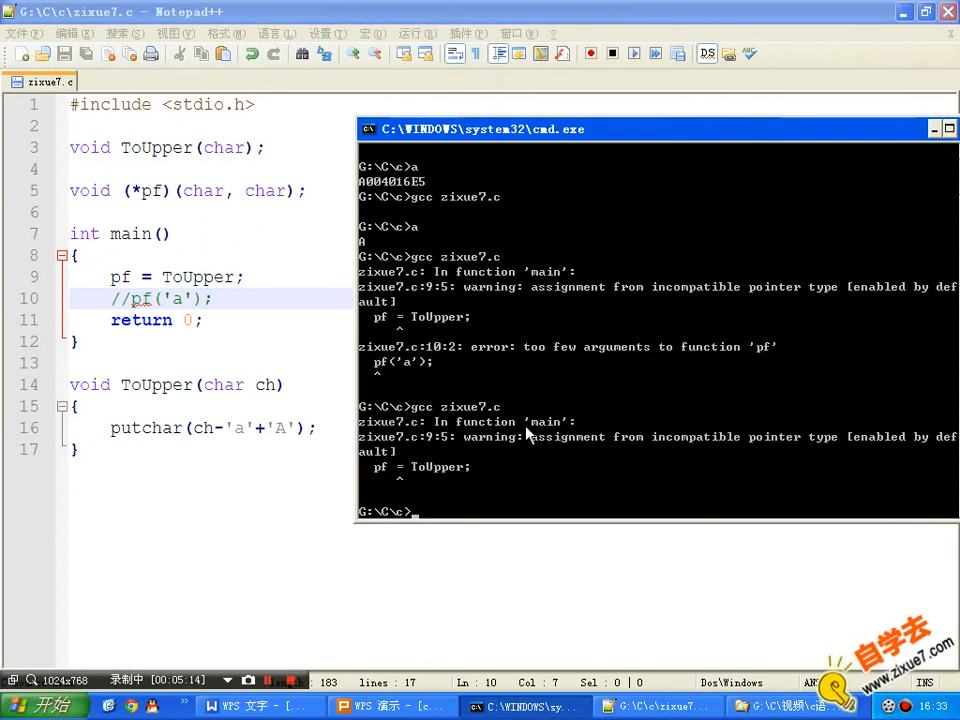 G:\C\c\zixue7.c - Notepad++
文件(F) 编辑(E) 搜索(S) 视图(V) 格式(M) 语言(L) 设置(T) 宏(O) 运行(R) 插件(P) 窗口(W) ? X
zixue7.c
1 #include <stdio.h>
2
3 void ToUpper(char);
4
5 void (*pf)(char, char);
6
7 int main()
8 {
9 pf = ToUpper;
10 //pf('a');
11 return 0;
12 }
13
14 void ToUpper(char ch)
15 {
16 putchar(ch-'a'+'A');
17 }
C:\WINDOWS\system32\cmd.exe
G:\C\c>a
A004016E5
G:\C\c>gcc zixue7.c
G:\C\c>a
A
G:\C\c>gcc zixue7.c
zixue7.c: In function 'main':
zixue7.c:9:5: warning: assignment from incompatible pointer type [enabled by def
ault]
pf = ToUpper;
^
zixue7.c:10:2: error: too few arguments to function 'pf'
pf('a');
^
G:\C\c>gcc zixue7.c
zixue7.c: In function 'main':
zixue7.c:9:5: warning: assignment from incompatible pointer type [enabled by def
ault]
pf = ToUpper;
^
G:\C\c>_
自学去
www.zixue7.com
1024x768 录制中 [00:05:14] 183 lines : 17 Ln : 10 Col : 7 Sel : 0 | 0 Dos\Windows INS
开始 WPS 文字 - [... WPS 演示 - [c... C:\WINDOWS\sy... G:\C\c\zixue7... G:\C\视频\c语... 16:33